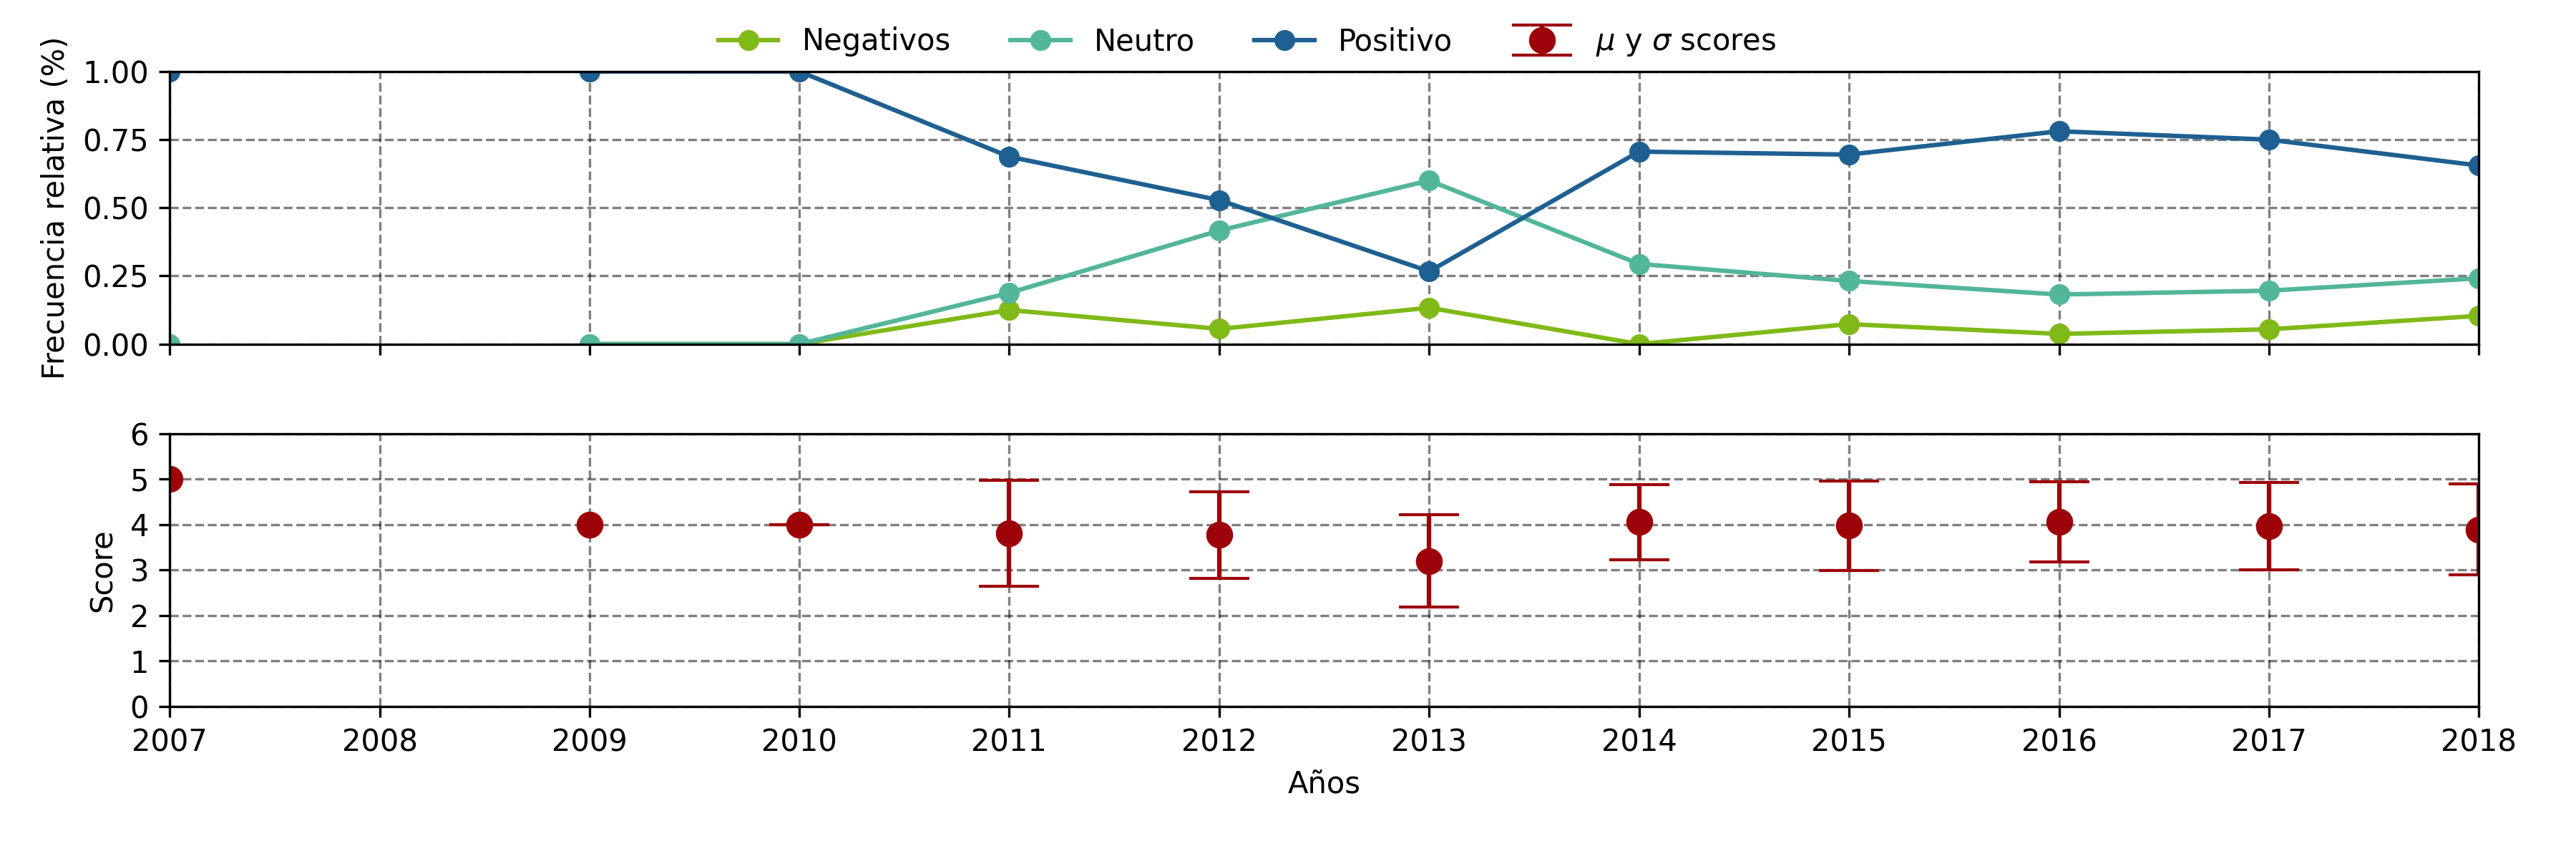 Negativos Neutro Positivo μ y σ scores
Frecuencia relativa (%)
1.00
0.75
0.50
0.25
0.00
Score
6
5
4
3
2
1
0
2007 2008 2009 2010 2011 2012 2013 2014 2015 2016 2017 2018
Años